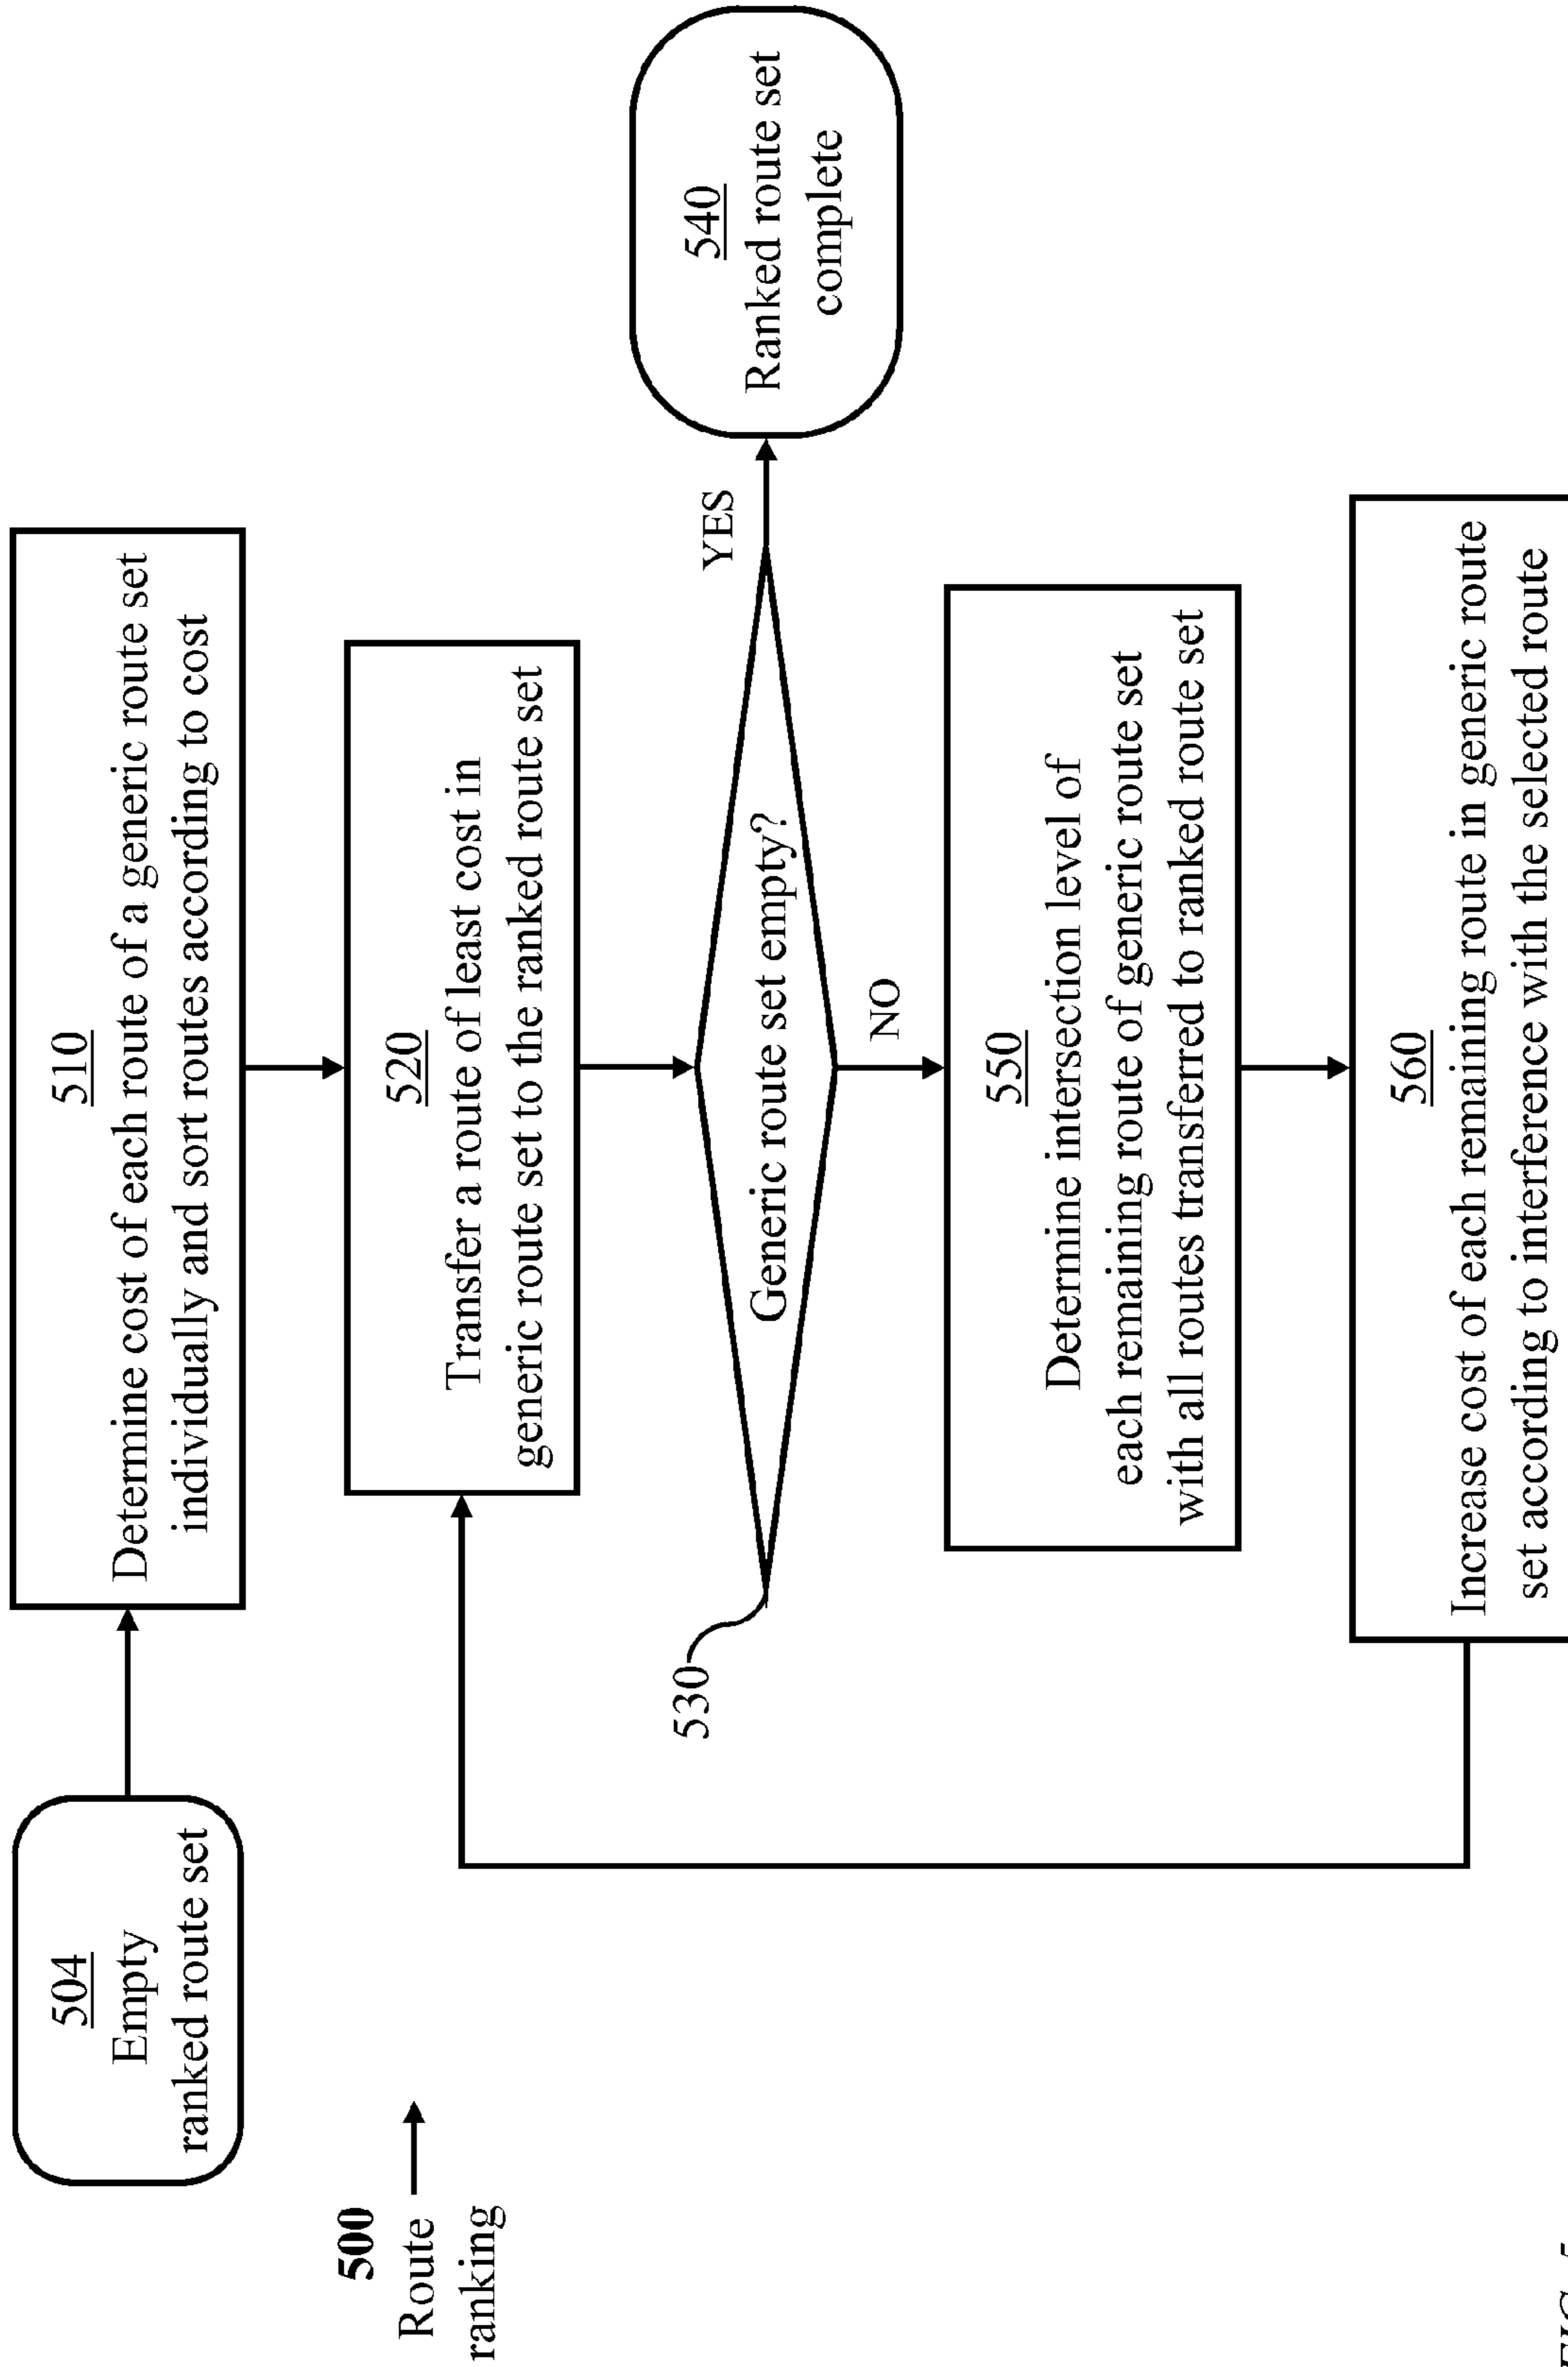 504
Empty
ranked route set
510
Determine cost of each route of a generic route set
individually and sort routes according to cost
500
Route
ranking
520
Transfer a route of least cost in
generic route set to the ranked route set
530
Generic route set empty?
YES
540
Ranked route set
complete
NO
550
Determine intersection level of
each remaining route of generic route set
with all routes transferred to ranked route set
560
Increase cost of each remaining route in generic route
set according to interference with the selected route
FIG. 5